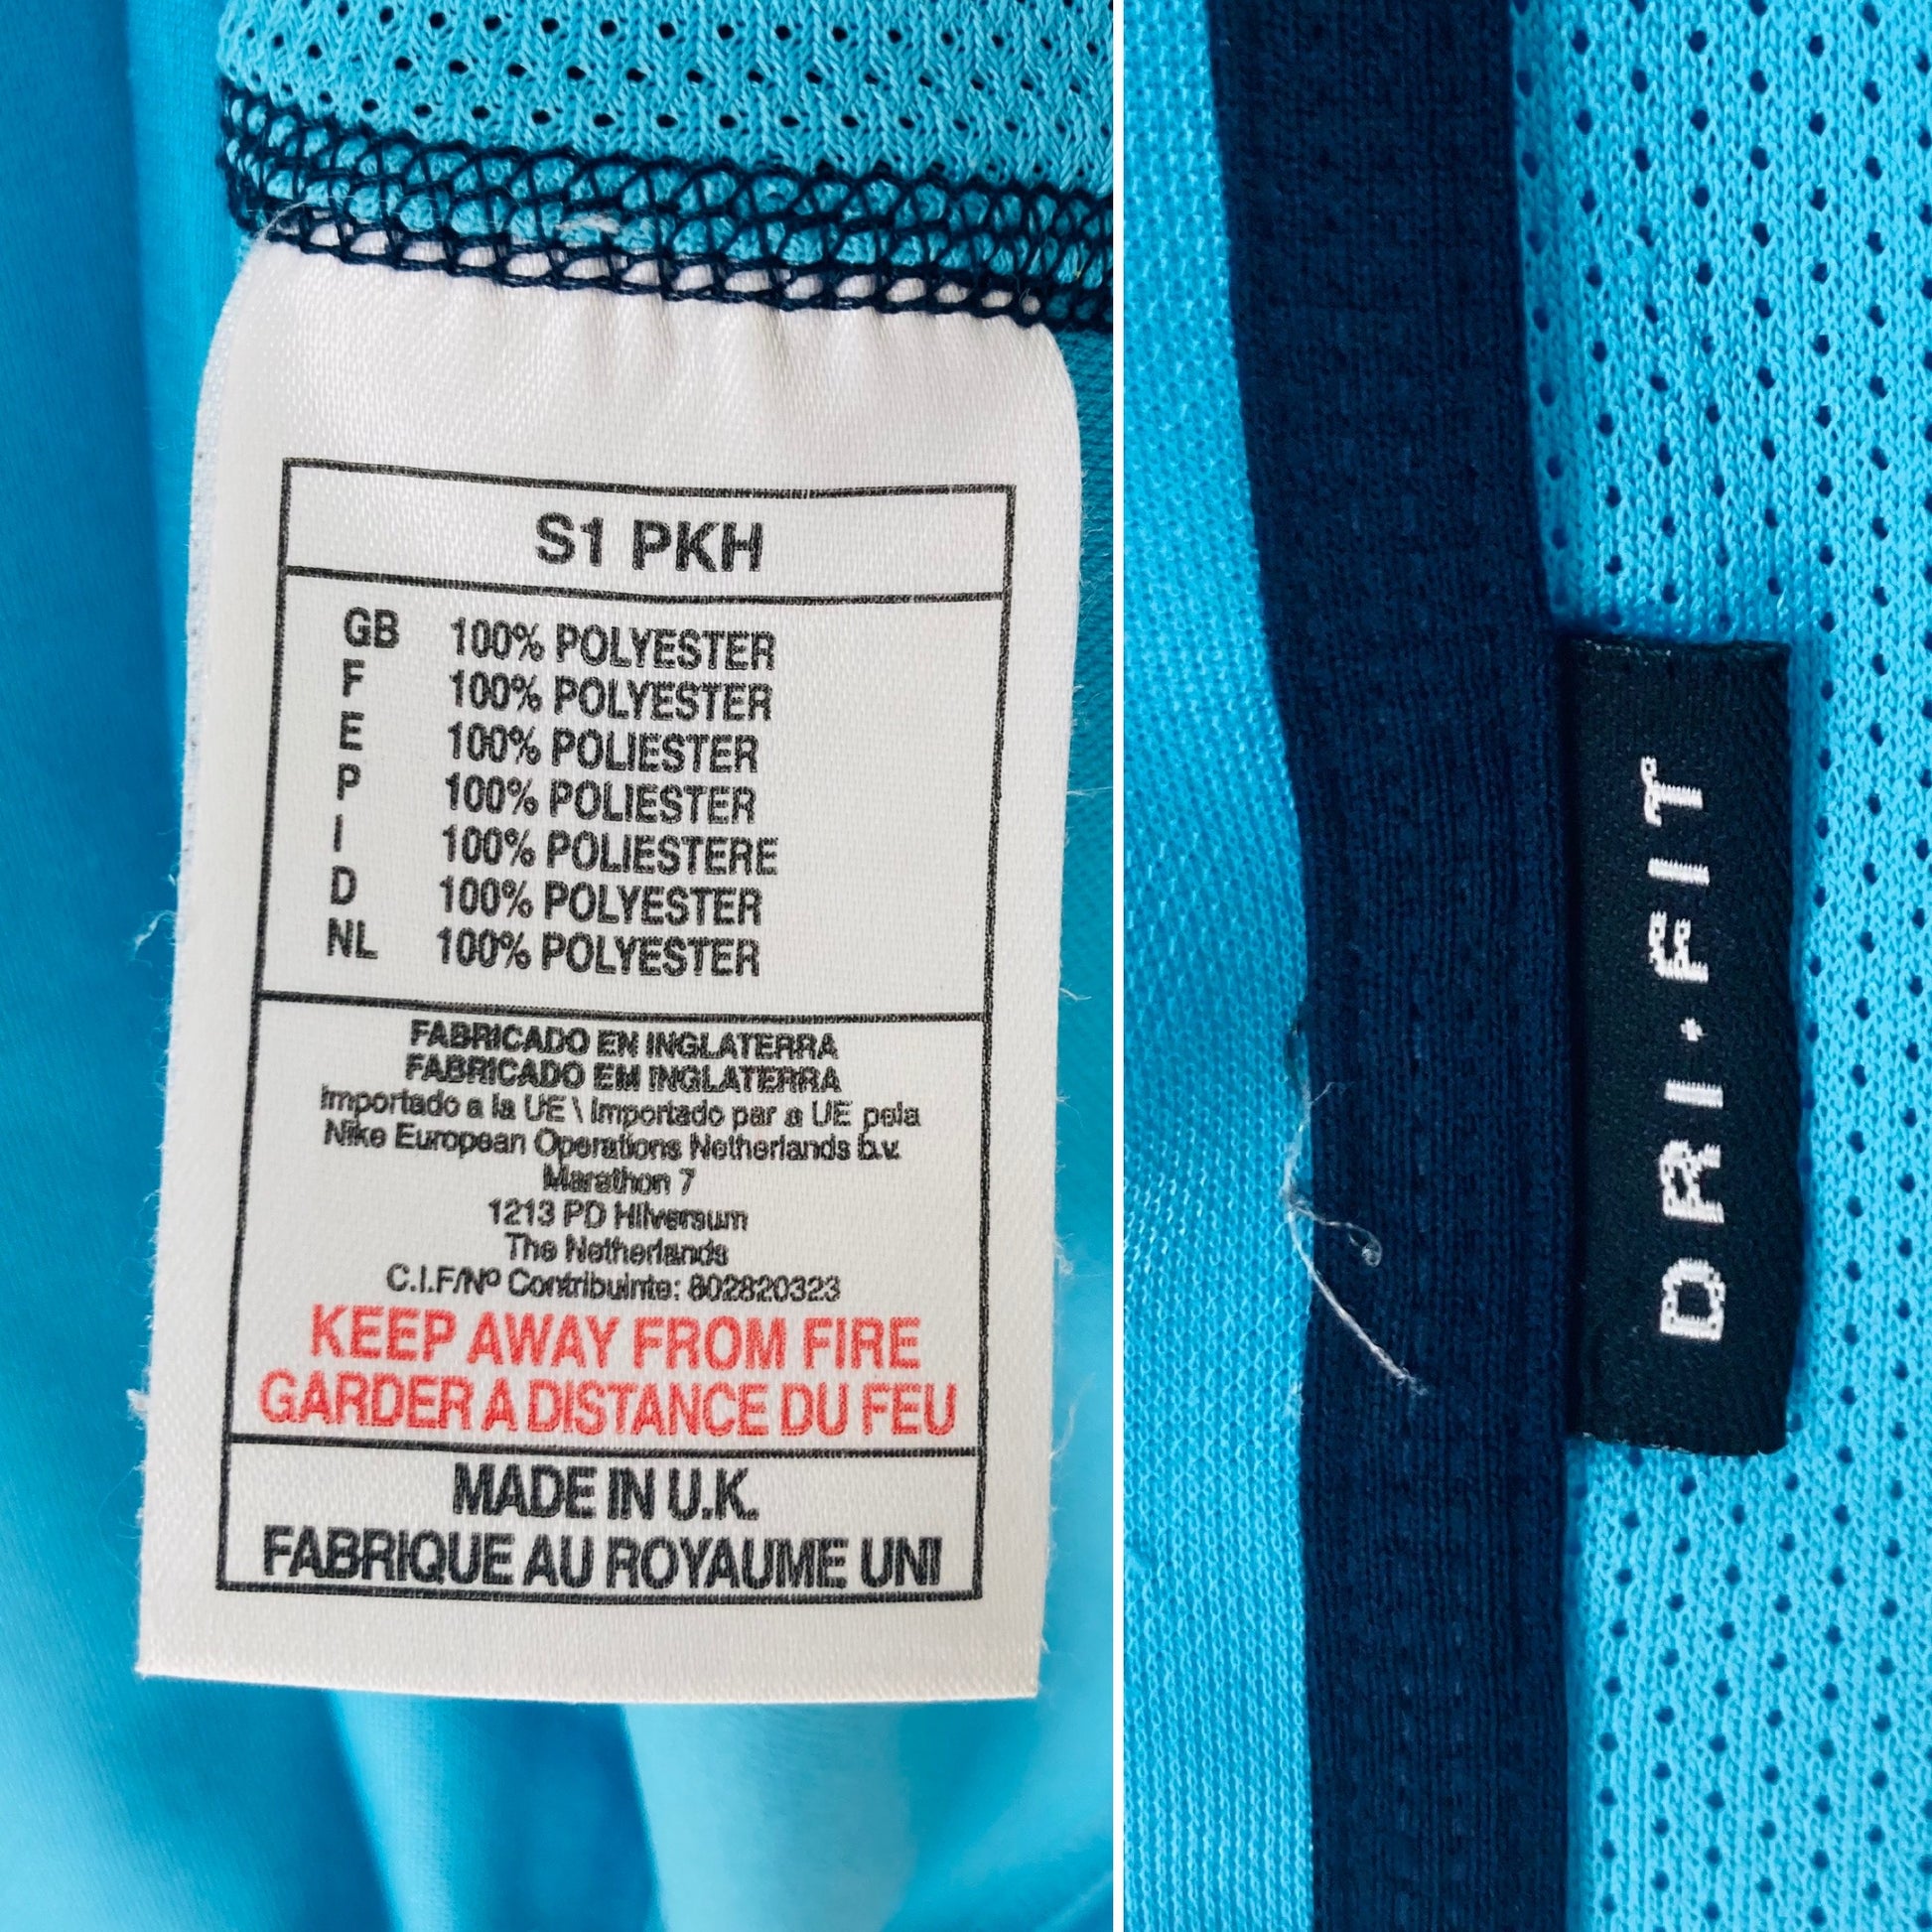 S1 PKH
GB 100% POLYESTER
F 100% POLYESTER
E 100% POLIESTER
P 100% POLIESTER
I 100% POLIESTERE
D 100% POLYESTER
NL 100% POLYESTER
FABRICADO EN INGLATERRA
FABRICADO EM INGLATERRA
Importado a la UE \ Importado par a UE pela
Nike European Operations Netherlands b.v.
Marathon 7
1213 PD Hilversum
The Netherlands
C.I.F/Nº Contribuinte: 802820323
KEEP AWAY FROM FIRE
GARDER A DISTANCE DU FEU
MADE IN U.K.
FABRIQUE AU ROYAUME UNI
DRI·FIT